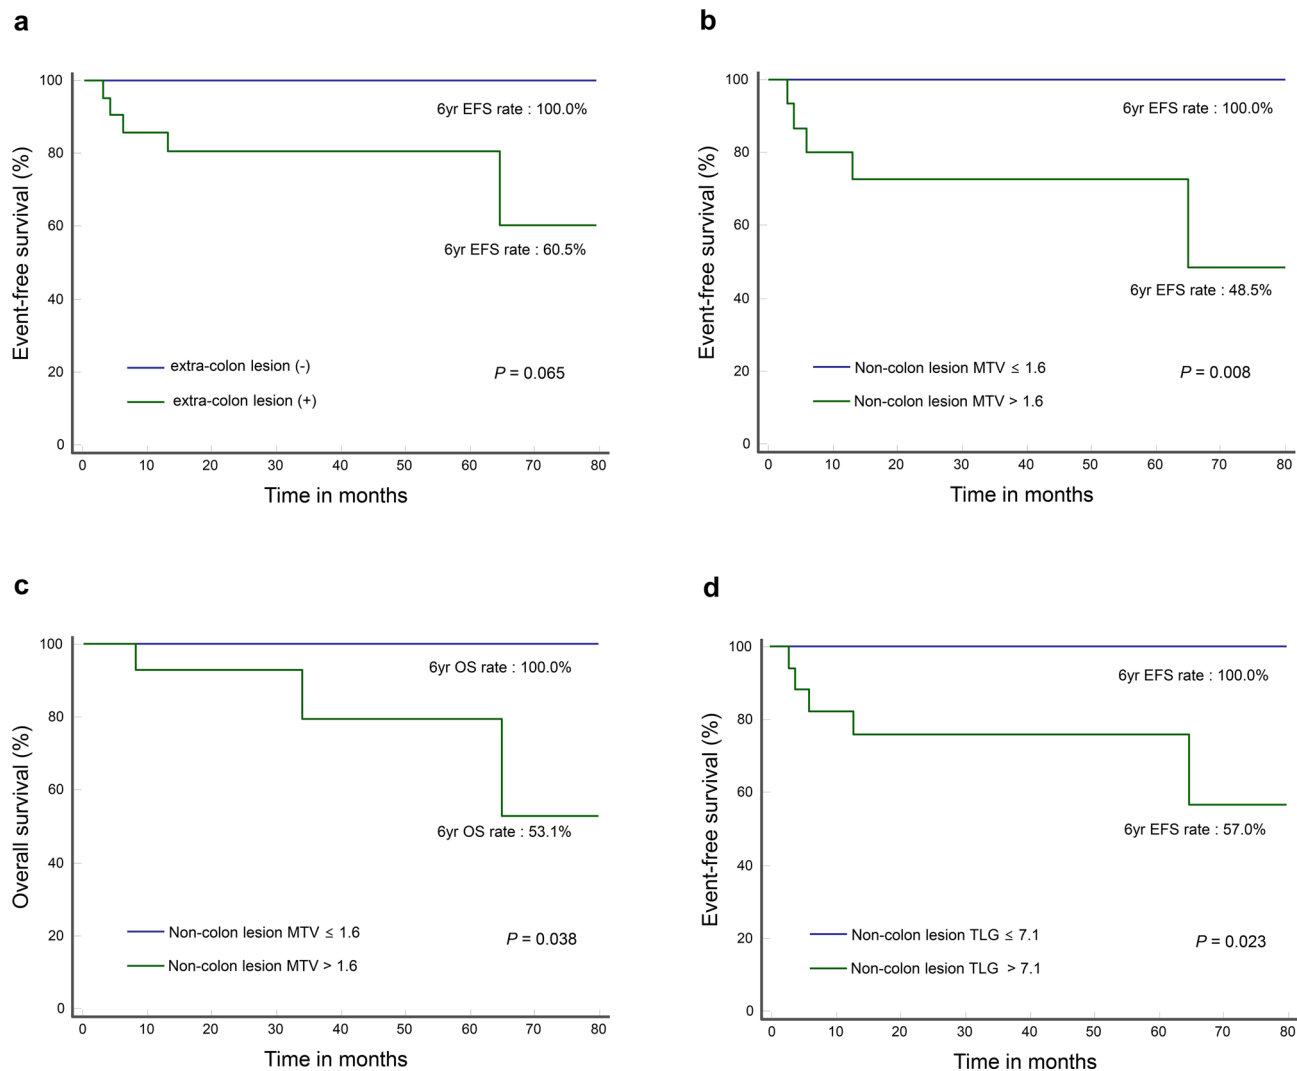 a
Event-free survival (%)
100
80
60
40
20
0
6yr EFS rate : 100.0%
6yr EFS rate : 60.5%
extra-colon lesion (-)
extra-colon lesion (+)
P = 0.065
0 10 20 30 40 50 60 70 80
Time in months
b
Event-free survival (%)
100
80
60
40
20
0
6yr EFS rate : 100.0%
6yr EFS rate : 48.5%
Non-colon lesion MTV ≤ 1.6
Non-colon lesion MTV > 1.6
P = 0.008
0 10 20 30 40 50 60 70 80
Time in months
c
Overall survival (%)
100
80
60
40
20
0
6yr OS rate : 100.0%
6yr OS rate : 53.1%
Non-colon lesion MTV ≤ 1.6
Non-colon lesion MTV > 1.6
P = 0.038
0 10 20 30 40 50 60 70 80
Time in months
d
Event-free survival (%)
100
80
60
40
20
0
6yr EFS rate : 100.0%
6yr EFS rate : 57.0%
Non-colon lesion TLG ≤ 7.1
Non-colon lesion TLG > 7.1
P = 0.023
0 10 20 30 40 50 60 70 80
Time in months